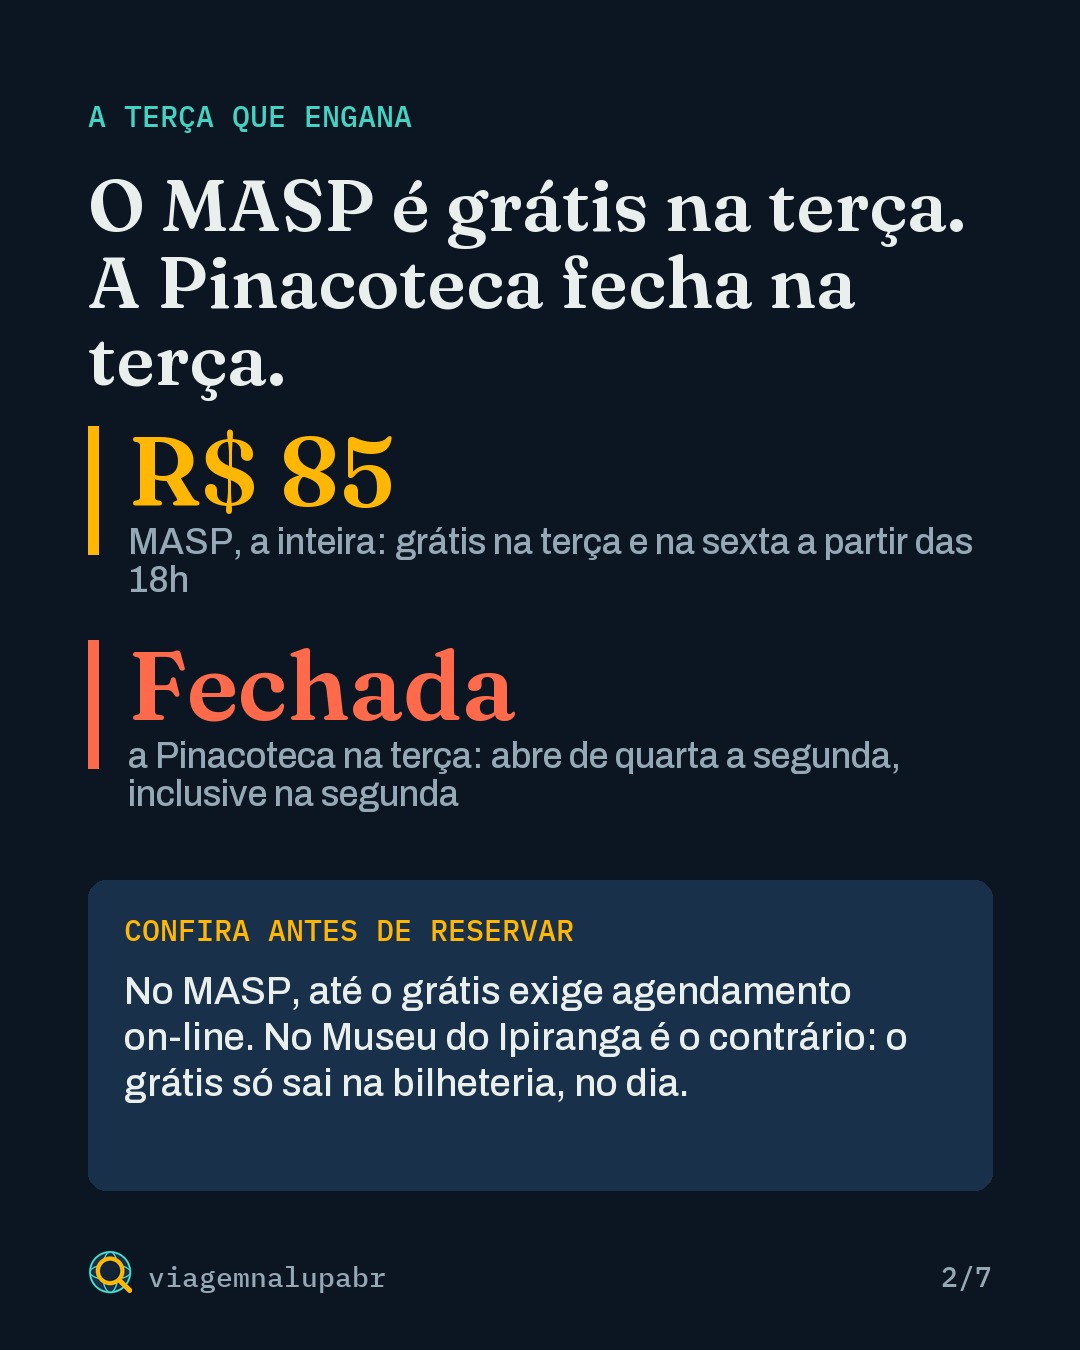 A TERÇA QUE ENGANA
O MASP é grátis na terça.
A Pinacoteca fecha na
terça.
R$ 85
MASP, a inteira: grátis na terça e na sexta a partir das
18h
Fechada
a Pinacoteca na terça: abre de quarta a segunda,
inclusive na segunda
CONFIRA ANTES DE RESERVAR
No MASP, até o grátis exige agendamento
on-line. No Museu do Ipiranga é o contrário: o
grátis só sai na bilheteria, no dia.
viagemnalupabr
2/7